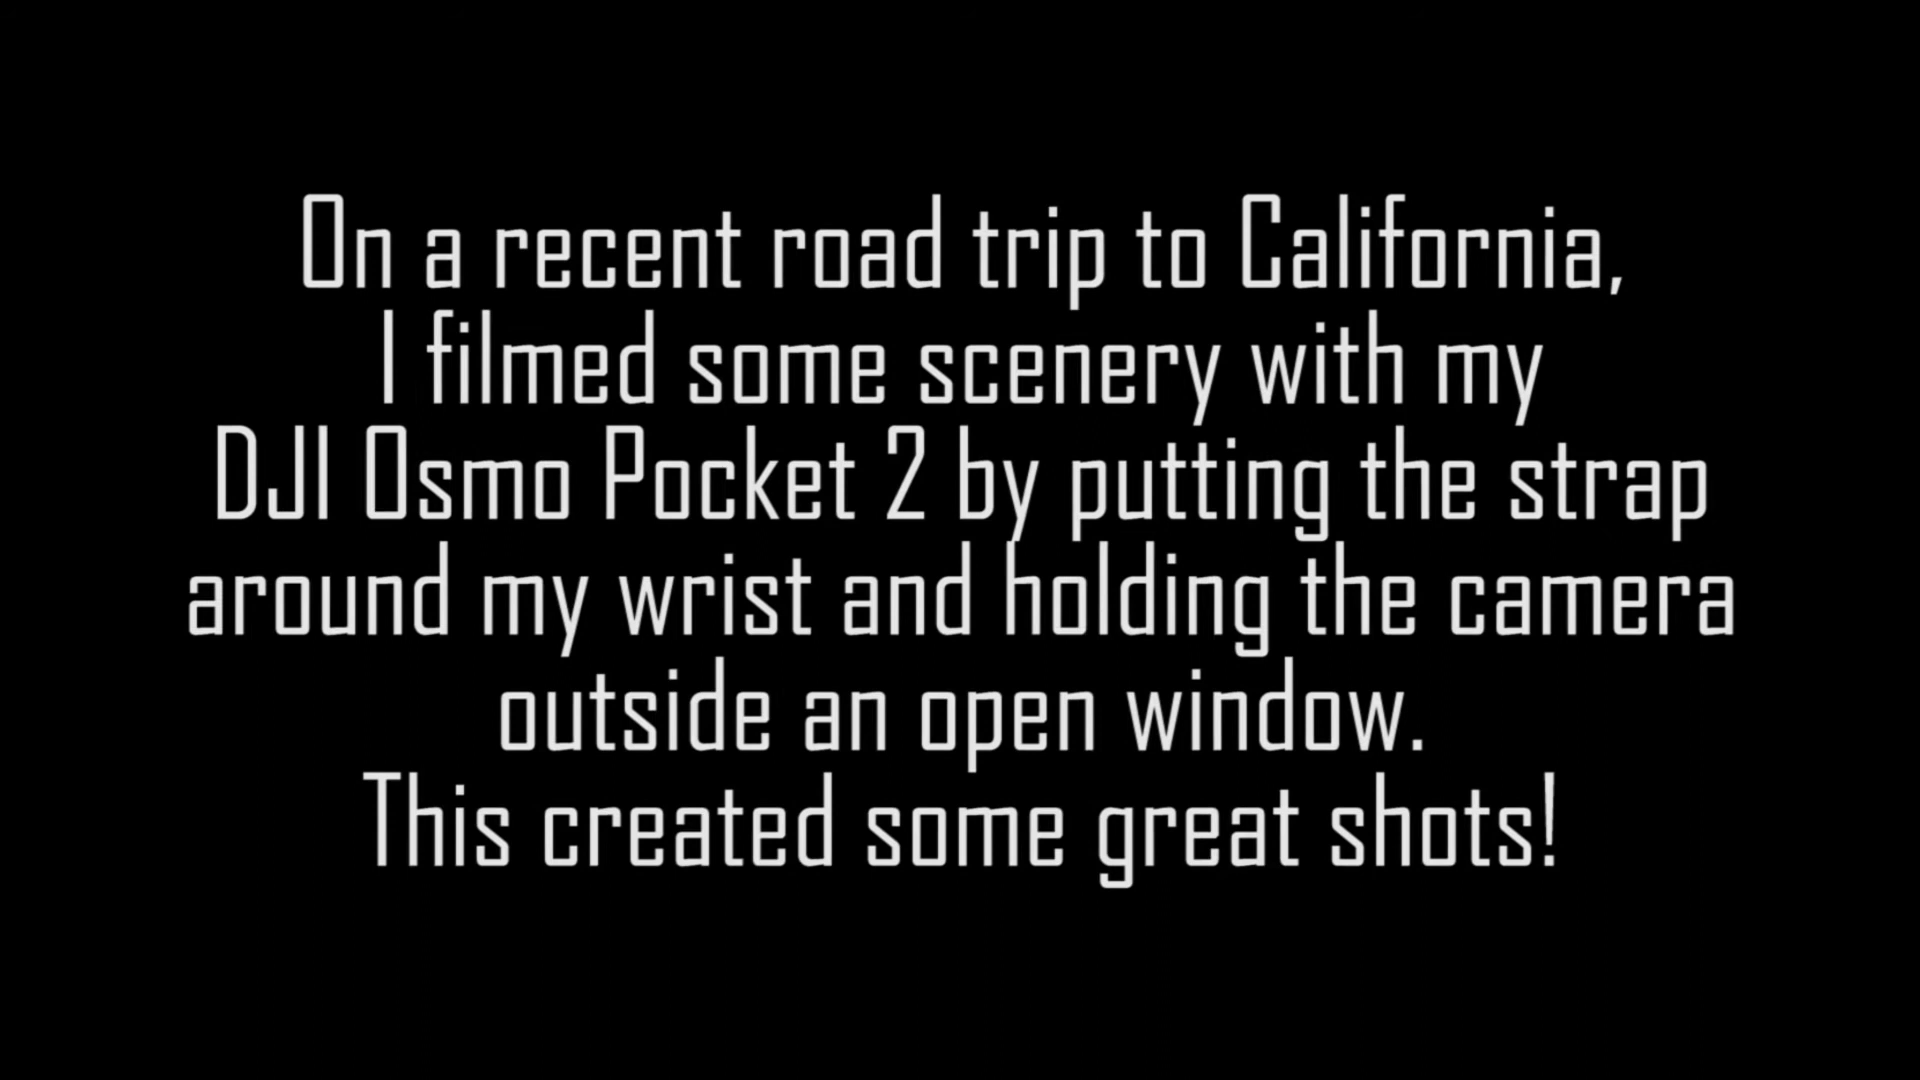 On a recent road trip to California,
I filmed some scenery with my
DJI Osmo Pocket 2 by putting the strap
around my wrist and holding the camera
outside an open window.
This created some great shots!